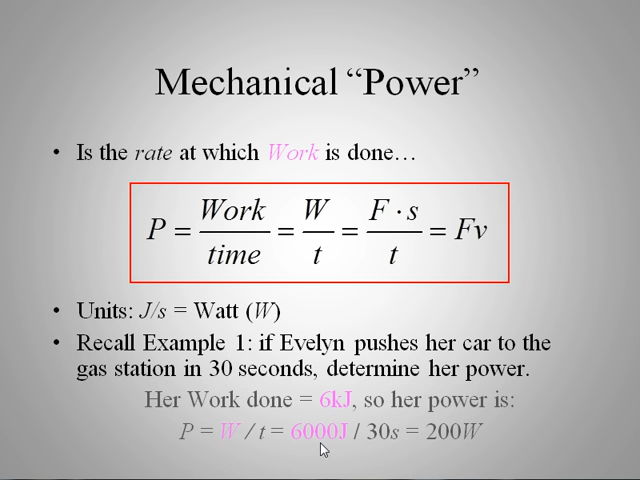 Mechanical “Power”
• Is the rate at which Work is done…
P = Work / time = W / t = F · s / t = Fv
• Units: J/s = Watt (W)
• Recall Example 1: if Evelyn pushes her car to the
gas station in 30 seconds, determine her power.
Her Work done = 6kJ, so her power is:
P = W / t = 6000J / 30s = 200W